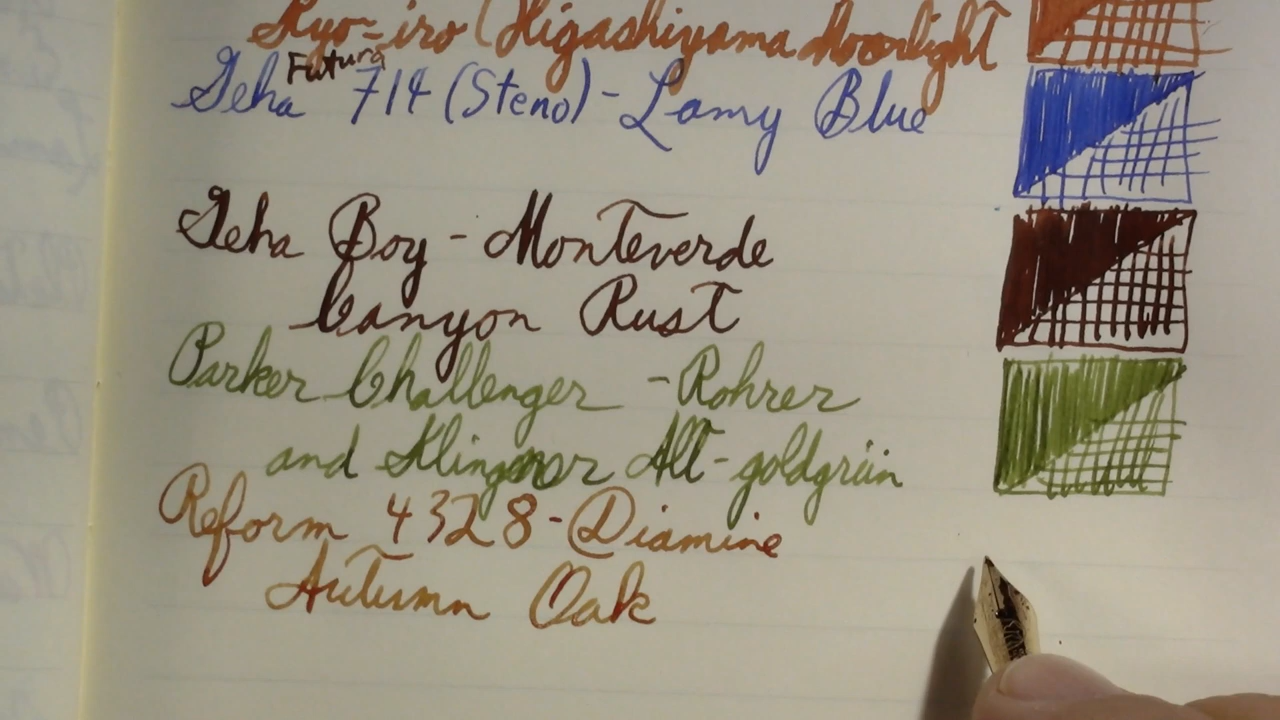 Kyo-iro (Higashiyama Moonlight
Futura
Geha 714 (Steno) - Lamy Blue
Geha Boy - Monteverde
Canyon Rust
Parker Challenger - Rohrer
and Klingner Alt-goldgrün
Reform 4328 - Diamine
Autumn Oak